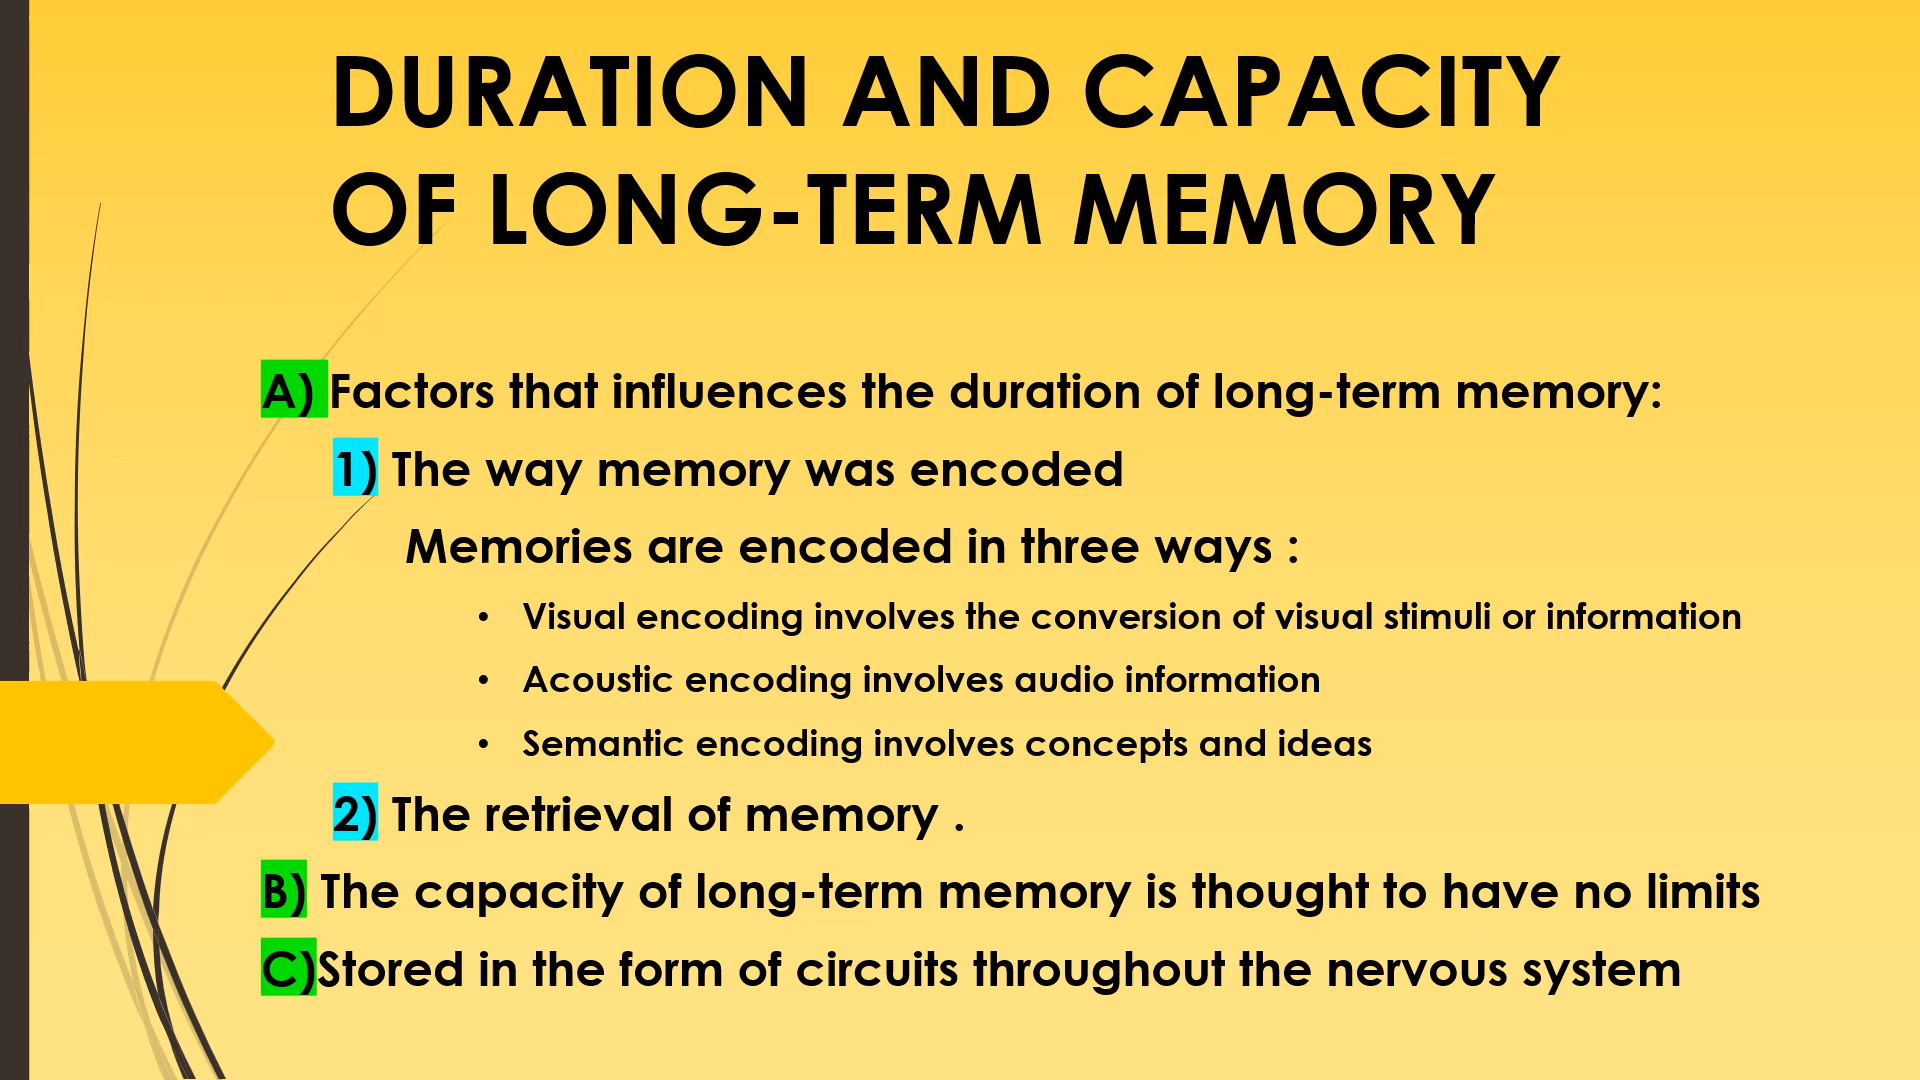 DURATION AND CAPACITY
OF LONG-TERM MEMORY
A) Factors that influences the duration of long-term memory:
1) The way memory was encoded
Memories are encoded in three ways :
• Visual encoding involves the conversion of visual stimuli or information
• Acoustic encoding involves audio information
• Semantic encoding involves concepts and ideas
2) The retrieval of memory .
B) The capacity of long-term memory is thought to have no limits
C)Stored in the form of circuits throughout the nervous system